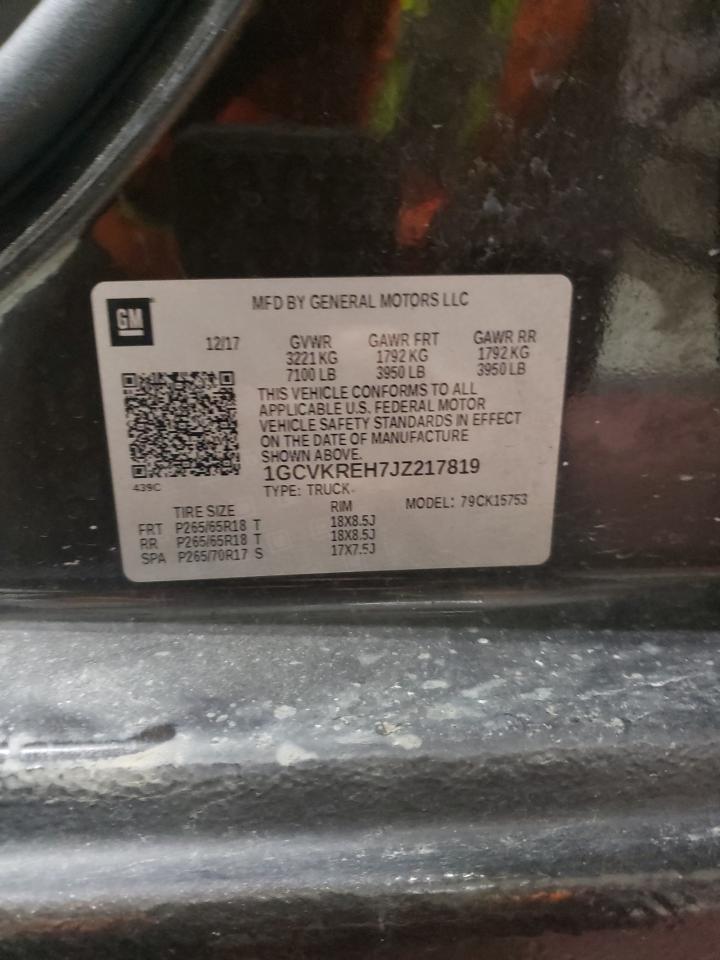 GM
MFD BY GENERAL MOTORS LLC
12/17 GVWR GAWR FRT GAWR RR
3221 KG 1792 KG 1792 KG
7100 LB 3950 LB 3950 LB
THIS VEHICLE CONFORMS TO ALL
APPLICABLE U.S. FEDERAL MOTOR
VEHICLE SAFETY STANDARDS IN EFFECT
ON THE DATE OF MANUFACTURE
SHOWN ABOVE.
1GCVKREH7JZ217819
439C
TYPE: TRUCK
MODEL: 79CK15753
TIRE SIZE RIM
FRT P265/65R18 T 18X8.5J
RR P265/65R18 T 18X8.5J
SPA P265/70R17 S 17X7.5J